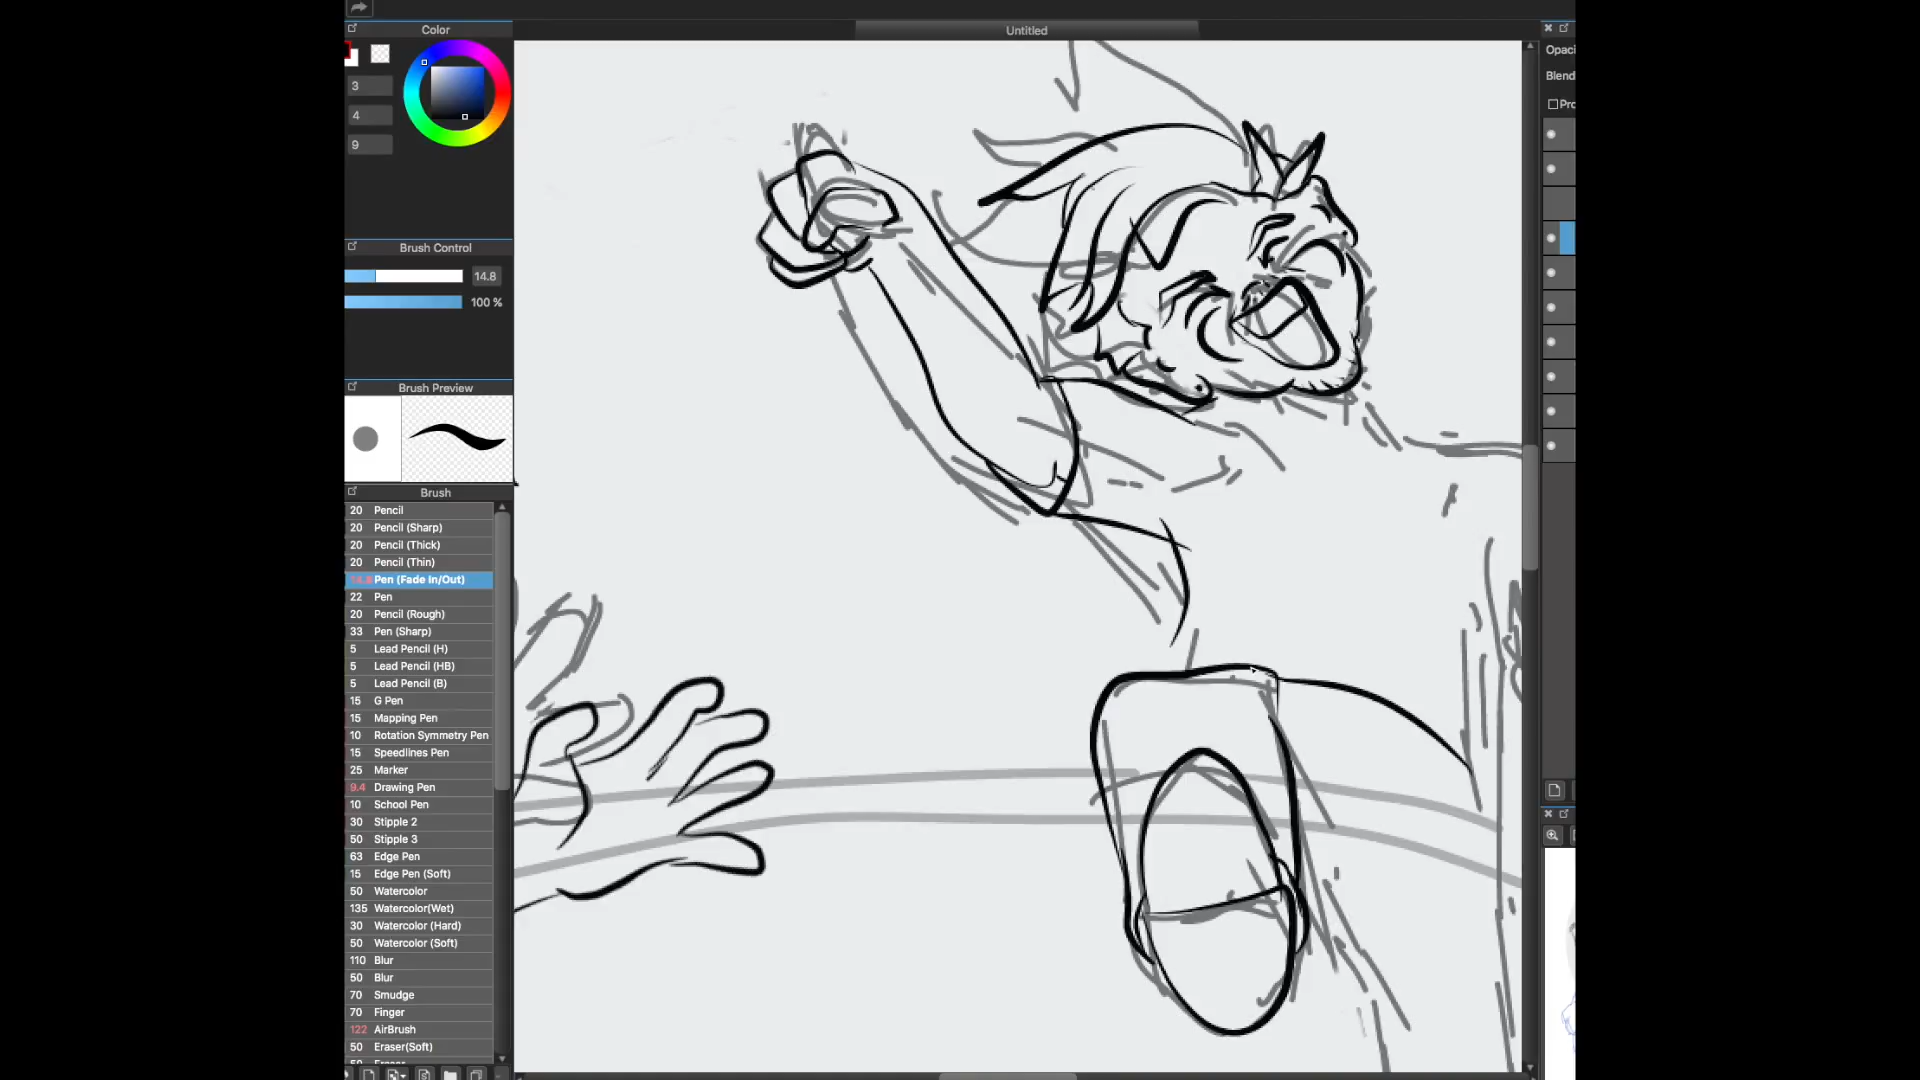 Color
Untitled
Opaci
Blend
3
Pro
4
9
Brush Control
14.8
100 %
Brush Preview
Brush
20 Pencil
20 Pencil (Sharp)
20 Pencil (Thick)
20 Pencil (Thin)
14.8 Pen (Fade In/Out)
22 Pen
20 Pencil (Rough)
33 Pen (Sharp)
5 Lead Pencil (H)
5 Lead Pencil (HB)
5 Lead Pencil (B)
15 G Pen
15 Mapping Pen
10 Rotation Symmetry Pen
15 Speedlines Pen
25 Marker
9.4 Drawing Pen
10 School Pen
30 Stipple 2
50 Stipple 3
63 Edge Pen
15 Edge Pen (Soft)
50 Watercolor
135 Watercolor(Wet)
30 Watercolor (Hard)
50 Watercolor (Soft)
110 Blur
50 Blur
70 Smudge
70 Finger
122 AirBrush
50 Eraser(Soft)